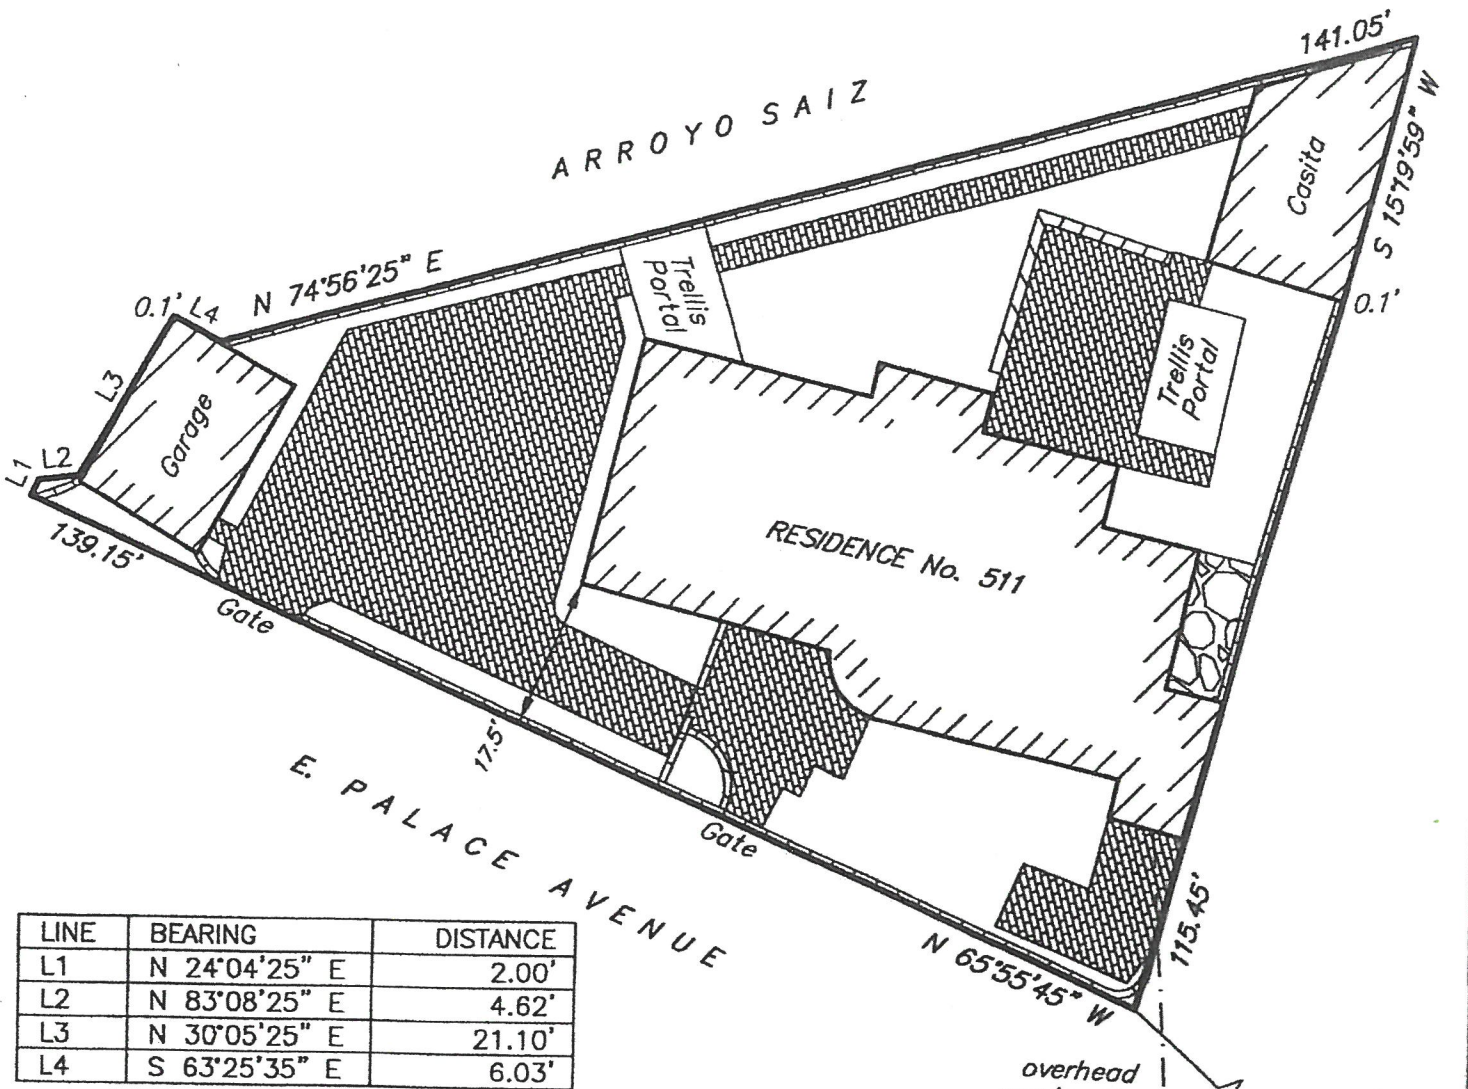 141.05'
ARROYO SAIZ
S 15°19'59" W
Casita
N 74°56'25" E
Trellis
Portal
0.1' L4
0.1'
L3
Trellis
Portal
Garage
L2
L1
139.15'
RESIDENCE No. 511
Gate
17.5'
E. PALACE AVENUE
Gate
115.45'
N 65°55'45" W
overhead
LINE BEARING DISTANCE
L1 N 24°04'25" E 2.00'
L2 N 83°08'25" E 4.62'
L3 N 30°05'25" E 21.10'
L4 S 63°25'35" E 6.03'